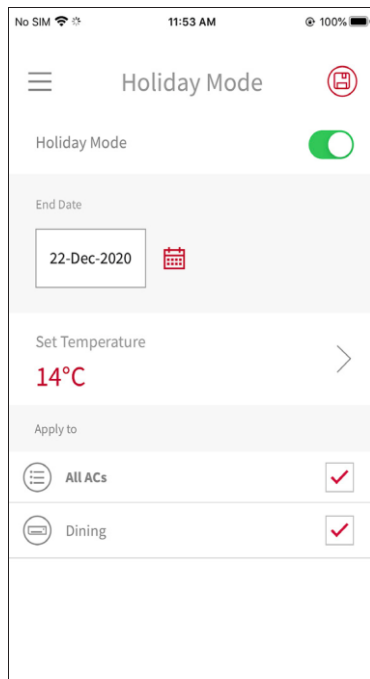 No SIM 11:53 AM 100%
Holiday Mode
Holiday Mode
End Date
22-Dec-2020
Set Temperature
14°C
Apply to
All ACs
Dining